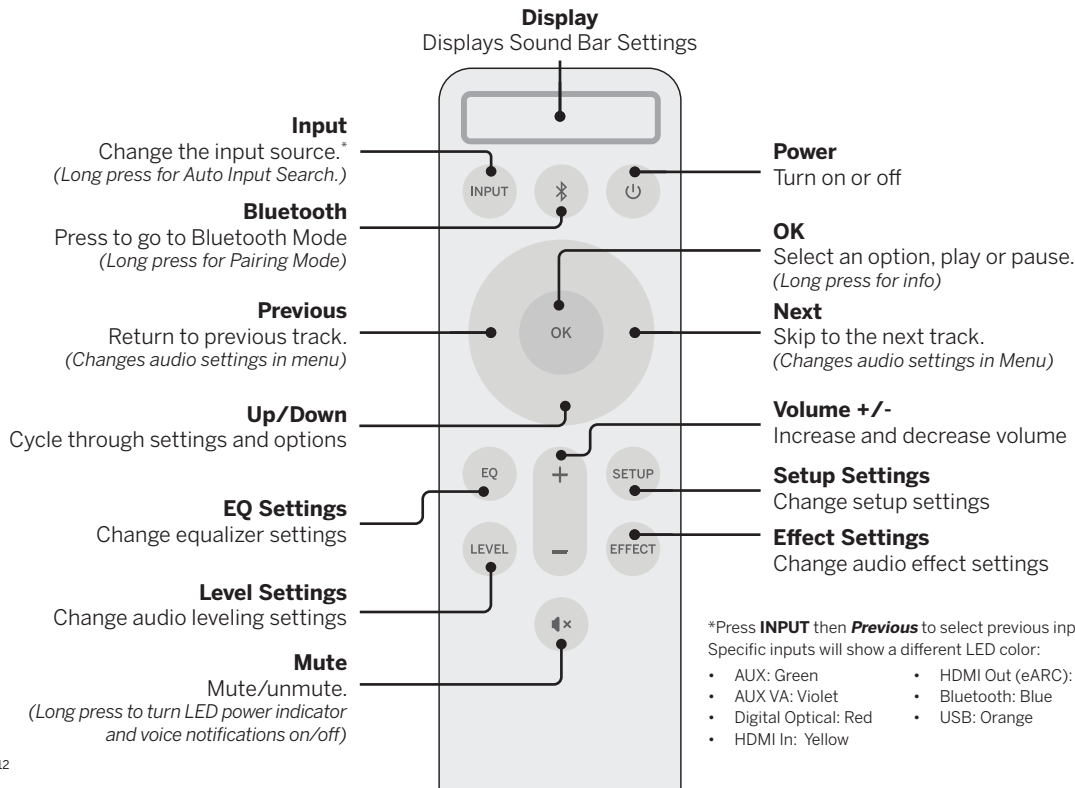 Display
Displays Sound Bar Settings
Input
Change the input source.*
(Long press for Auto Input Search.)
Bluetooth
Press to go to Bluetooth Mode
(Long press for Pairing Mode)
Previous
Return to previous track.
(Changes audio settings in menu)
Up/Down
Cycle through settings and options
EQ Settings
Change equalizer settings
Level Settings
Change audio leveling settings
Mute
Mute/unmute.
(Long press to turn LED power indicator
and voice notifications on/off)
12
INPUT
OK
EQ
+
SETUP
LEVEL
–
EFFECT
Power
Turn on or off
OK
Select an option, play or pause.
(Long press for info)
Next
Skip to the next track.
(Changes audio settings in Menu)
Volume +/-
Increase and decrease volume
Setup Settings
Change setup settings
Effect Settings
Change audio effect settings
*Press INPUT then Previous to select previous
Specific inputs will show a different LED color:
• AUX: Green
• AUX VA: Violet
• Digital Optical: Red
• HDMI In: Yellow
• HDMI Out (eARC):
• Bluetooth: Blue
• USB: Orange